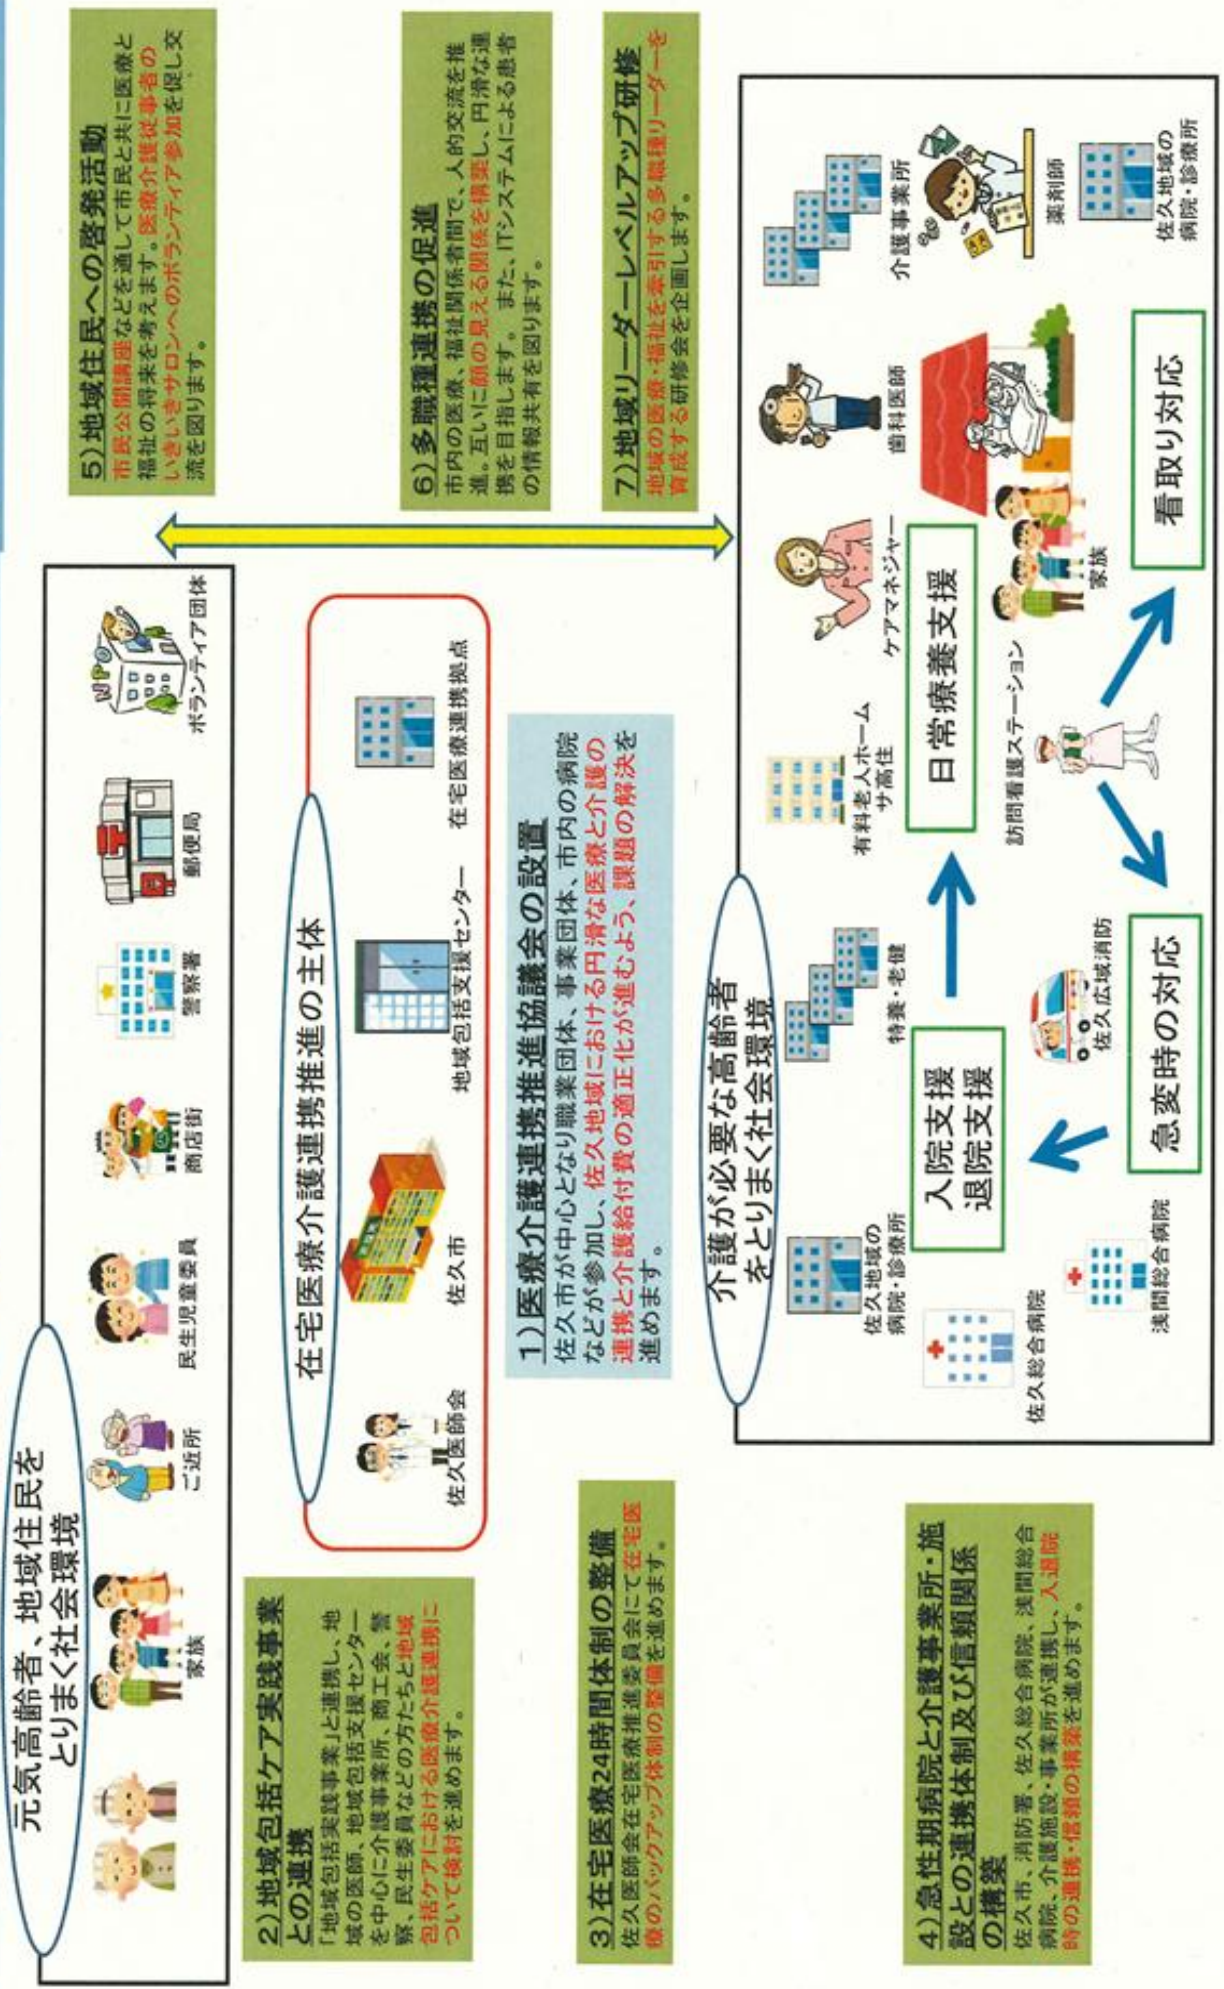 元気高齢者、地域住民を
とりまく社会環境
家族
ご近所
民生児童委員
商店街
警察署
郵便局
NPO
ボランティア団体
2)地域包括ケア実践事業
との連携
「地域包括実践事業」と連携し、地
域の医師、地域包括支援センター
を中心に介護事業所、商工会、警
察、民生委員などの方たちと地域
包括ケアにおける医療介護連携に
ついて検討を進めます。
在宅医療介護連携推進の主体
佐久医師会
佐久市
地域包括支援センター
在宅医療連携拠点
5)地域住民への啓発活動
市民公開講座などを通して市民と共に医療と
福祉の将来を考えます。医療介護従事者の
いきいきサロンへのボランティア参加を促し交
流を図ります。
1)医療介護連携推進協議会の設置
佐久市が中心となり職業団体、事業団体、市内の病院
などが参加し、佐久地域における円滑な医療と介護の
連携と介護給付費の適正化が進むよう、課題の解決を
進めます。
3)在宅医療24時間体制の整備
佐久医師会在宅医療推進委員会にて在宅医
療のバックアップ体制の整備を進めます。
6)多職種連携の促進
市内の医療、福祉関係者間で、人的交流を推
進。互いに顔の見える関係を構築し、円滑な連
携を目指します。また、ITシステムによる患者
の情報共有を図ります。
7)地域リーダーレベルアップ研修
地域の医療・福祉を牽引する多職種リーダーを
育成する研修会を企画します。
4)急性期病院と介護事業所・施
設との連携体制及び信頼関係
の構築
佐久市、消防署、佐久総合病院、浅間総合
病院、介護施設・事業所が連携し、入退院
時の連携・信頼の構築を進めます。
介護が必要な高齢者
をとりまく社会環境
佐久地域の
病院・診療所
特養・老健
有料老人ホーム
サ高住
ケアマネジャー
歯科医師
介護事業所
入院支援
退院支援
日常療養支援
佐久総合病院
佐久広域消防
訪問看護ステーション
家族
薬剤師
浅間総合病院
急変時の対応
看取り対応
佐久地域の
病院・診療所